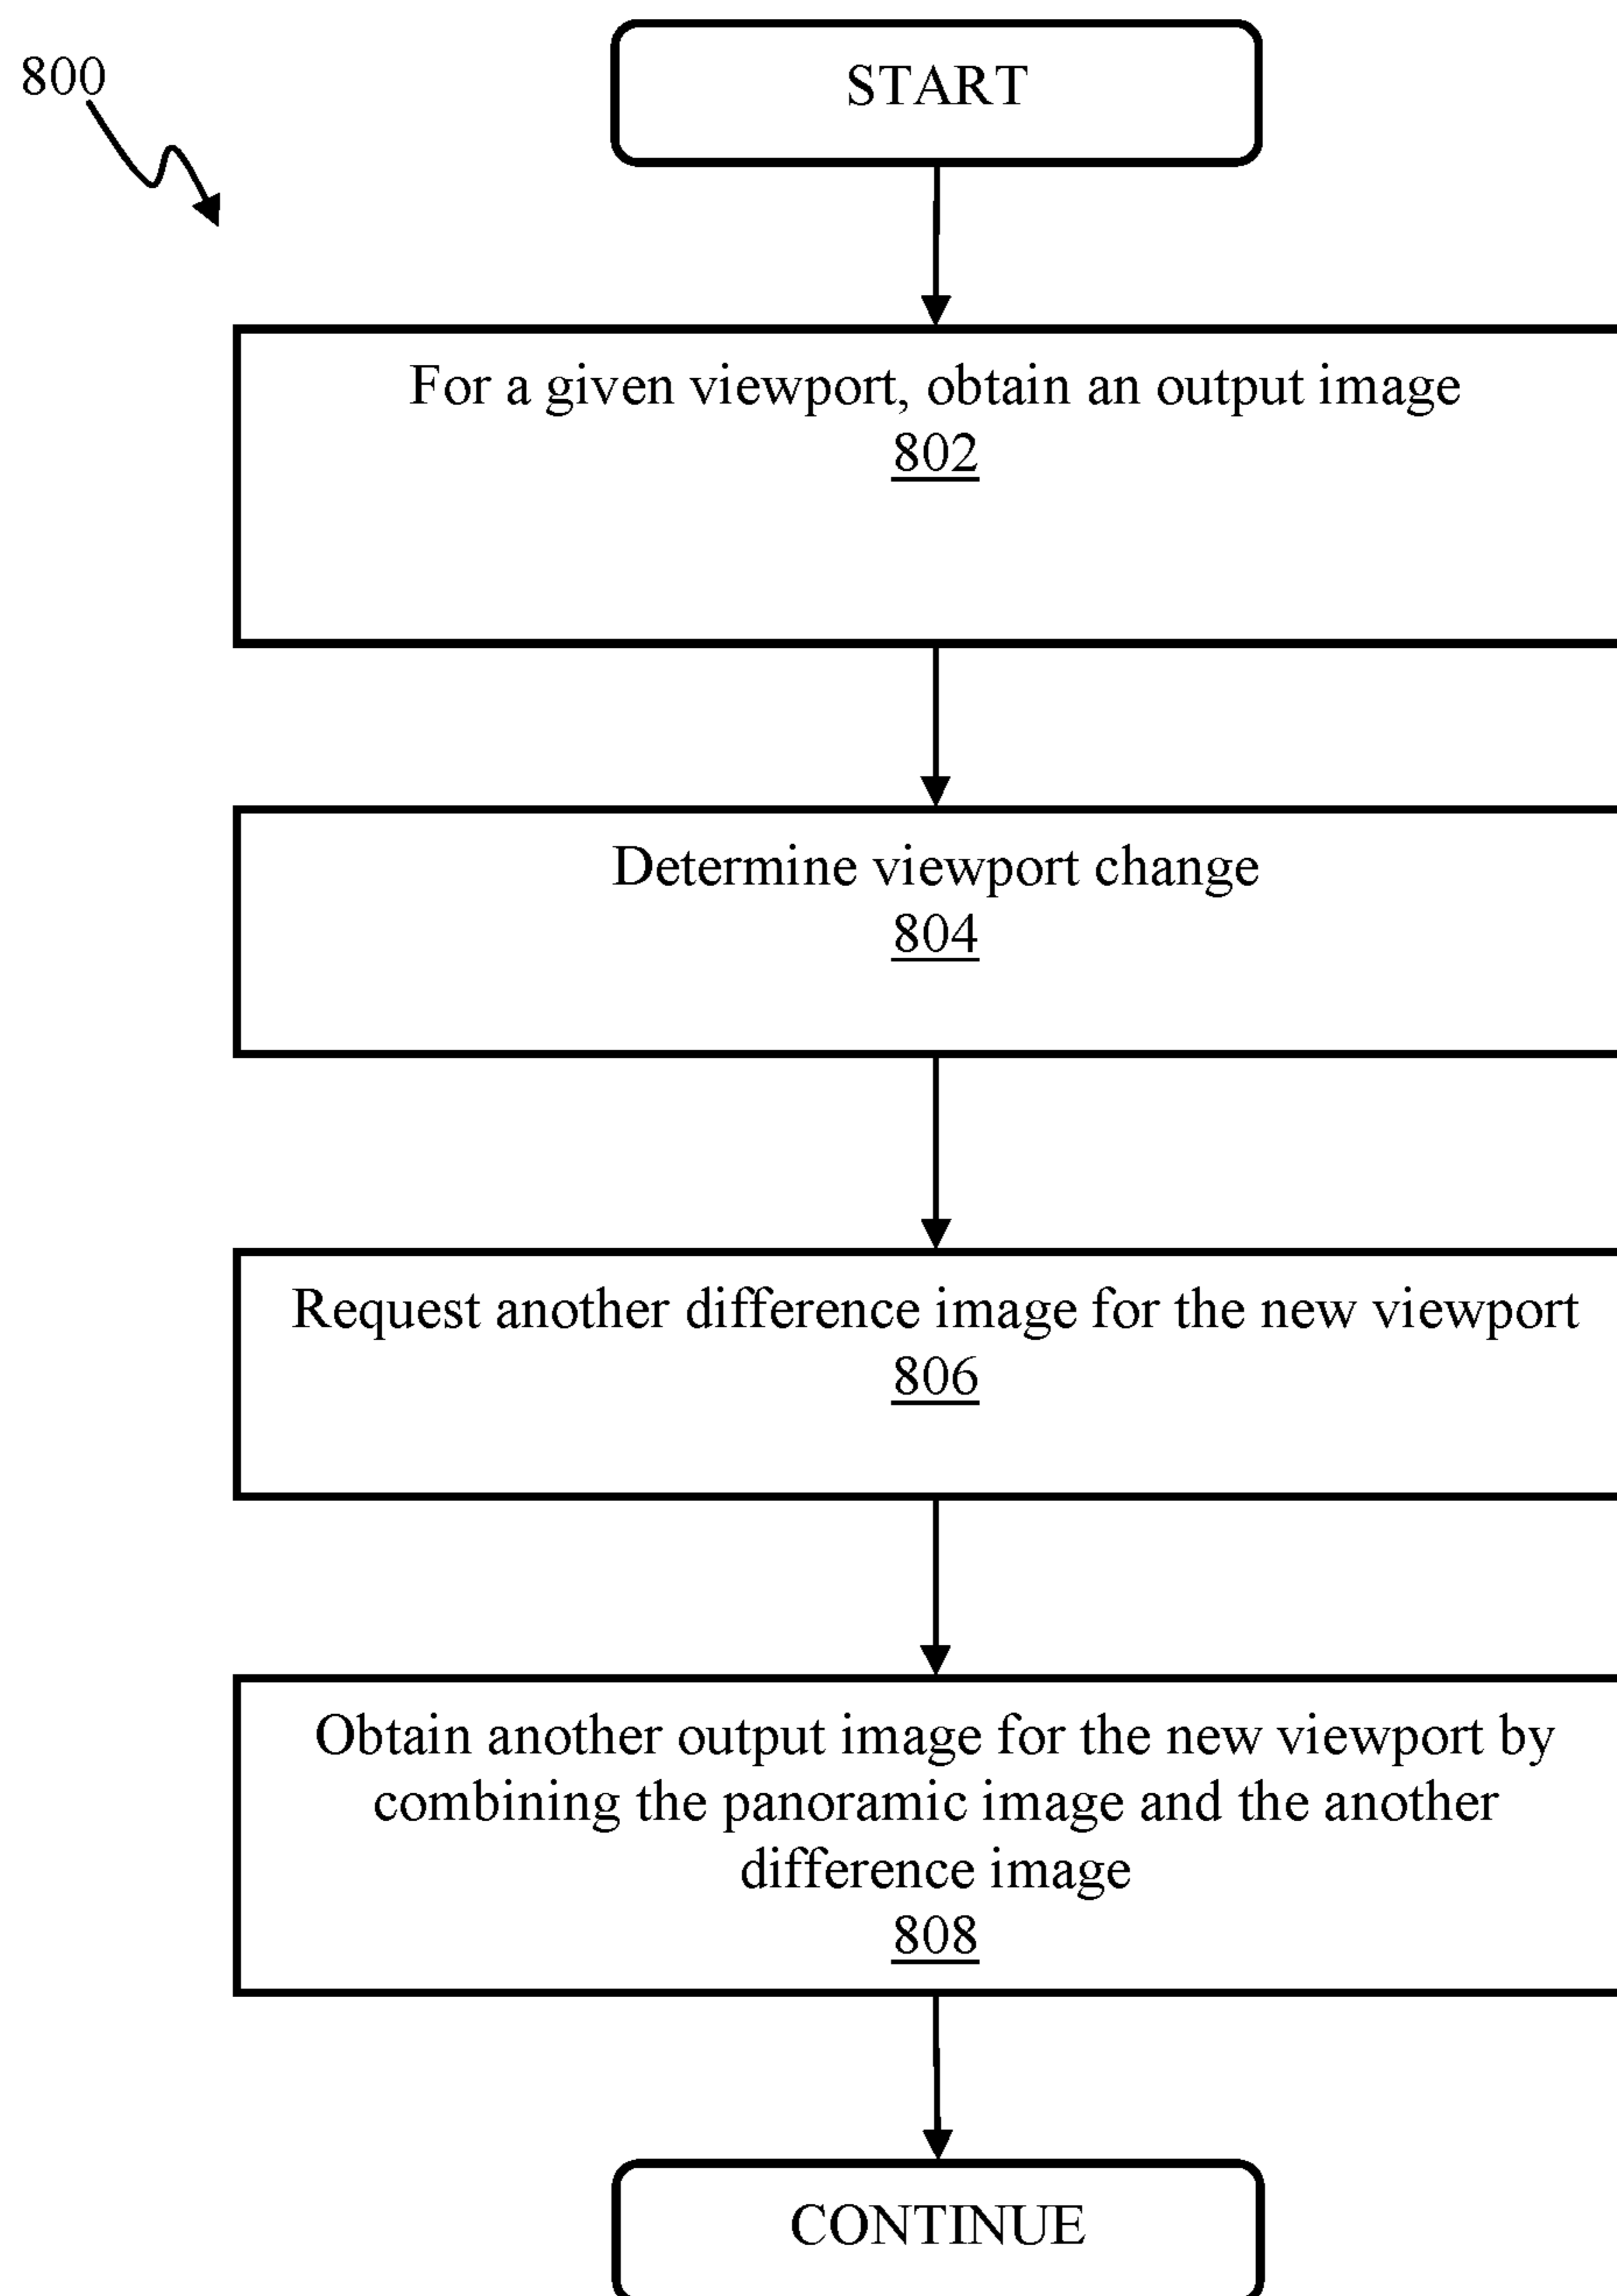 800
START
For a given viewport, obtain an output image
802
Determine viewport change
804
Request another difference image for the new viewport
806
Obtain another output image for the new viewport by
combining the panoramic image and the another
difference image
808
CONTINUE